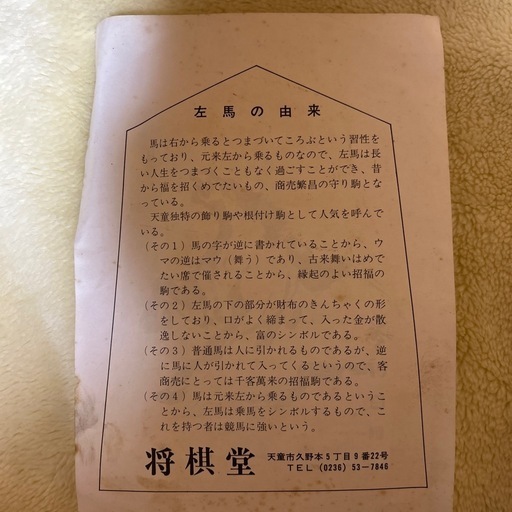 左馬の由来
馬は右から乗るとつまづいてころぶという習性を
もっており、元来左から乗るものなので、左馬は長
い人生をつまづくこともなく過ごすことができ、昔
から福を招くめでたいもの、商売繁昌の守り駒とな
っている。
天童独特の飾り駒や根付け駒として人気を呼んで
いる。
(その1) 馬の字が逆に書かれていることから、ウ
マの逆はマウ(舞う)であり、古来舞いはめで
たい席で催されることから、縁起のよい招福の
駒である。
(その2) 左馬の下の部分が財布のきんちゃくの形
をしており、口がよく締まって、入った金が散
逸しないことから、富のシンボルである。
(その3) 普通馬は人に引かれるものであるが、逆
に馬に人が引かれて入ってくるというので、客
商売にとっては千客萬来の招福駒である。
(その4) 馬は元来左から乗るものであるというこ
とから、左馬は乗馬をシンボルするもので、こ
れを持つ者は競馬に強いという。
将棋堂 天童市久野本5丁目9番22号
TEL (0236) 53-7846